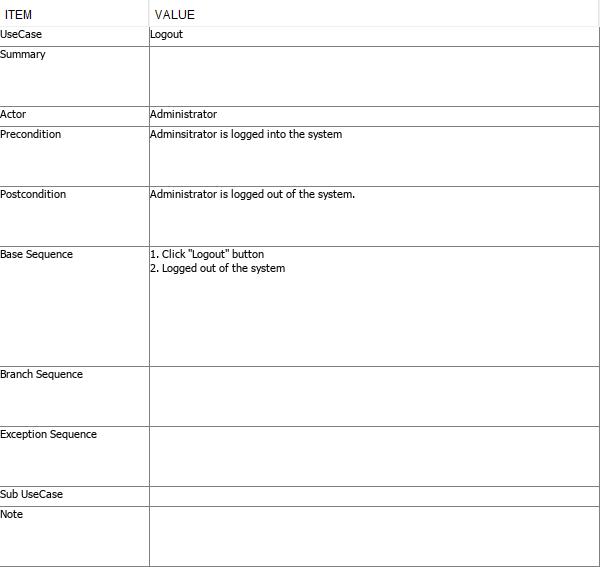 ITEM VALUE
UseCase Logout
Summary
Actor Administrator
Precondition Adminsitrator is logged into the system
Postcondition Administrator is logged out of the system.
Base Sequence 1. Click "Logout" button
2. Logged out of the system
Branch Sequence
Exception Sequence
Sub UseCase
Note